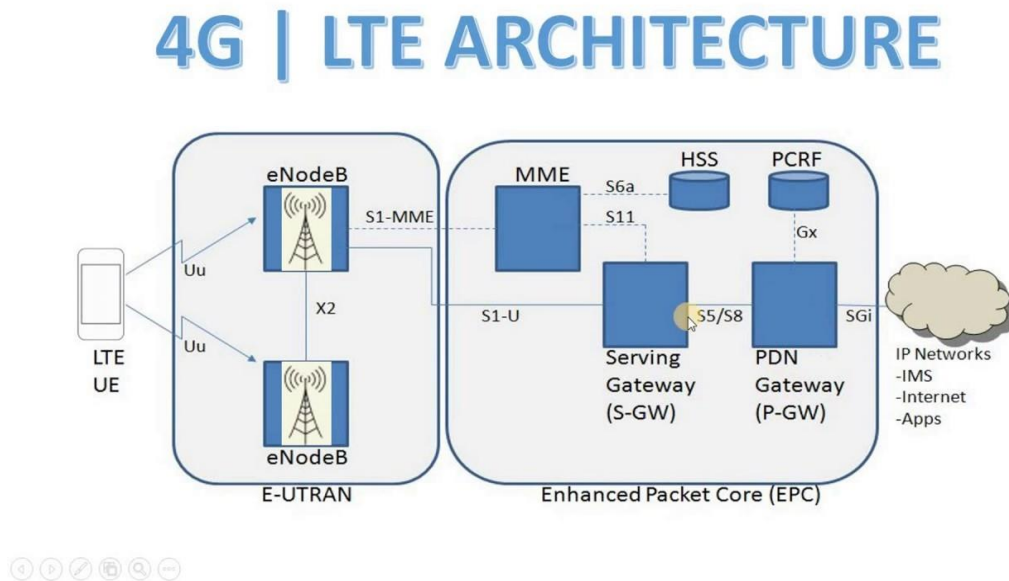 4G | LTE ARCHITECTURE
eNodeB
MME
HSS
PCRF
S6a
S1-MME
S11
Gx
Uu
X2
S1-U
S5/S8
SGi
Uu
LTE
UE
Serving
Gateway
(S-GW)
PDN
Gateway
(P-GW)
IP Networks
-IMS
-Internet
-Apps
eNodeB
E-UTRAN
Enhanced Packet Core (EPC)